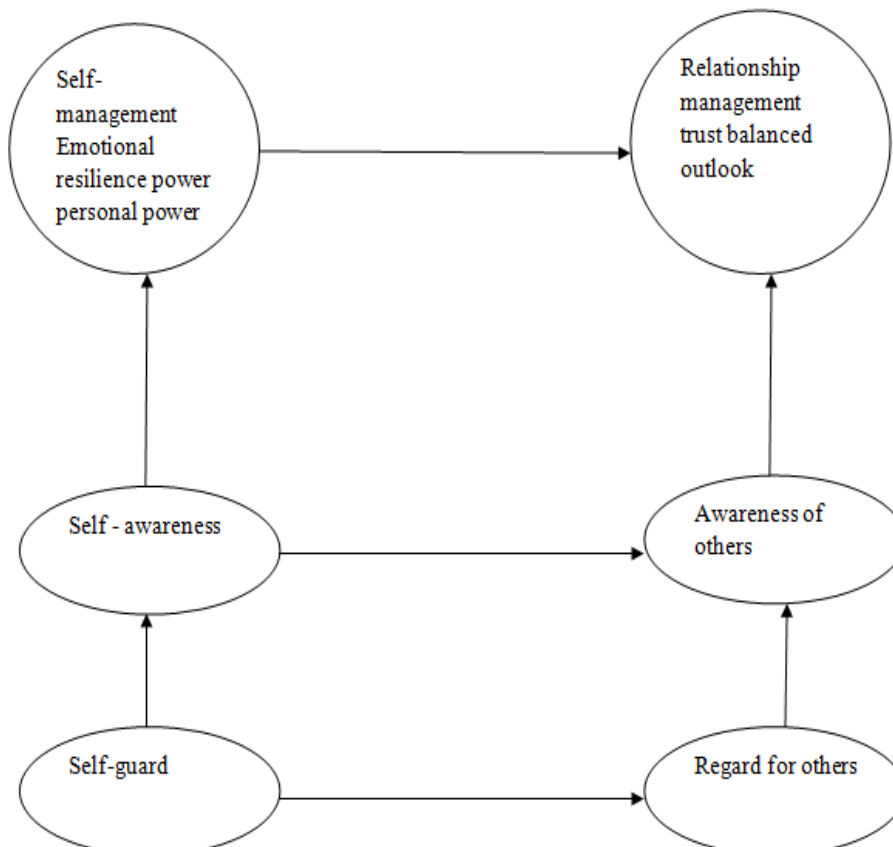 Self-
management
Emotional
resilience power
personal power
Relationship
management
trust balanced
outlook
Self - awareness
Awareness of
others
Self-guard
Regard for others